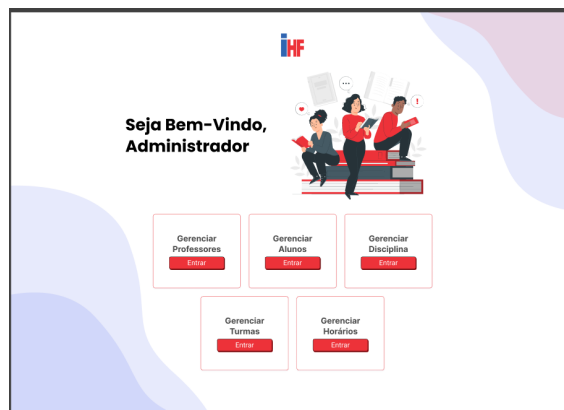 iHF
Seja Bem-Vindo,
Administrador
Gerenciar
Professores
Entrar
Gerenciar
Alunos
Entrar
Gerenciar
Disciplina
Entrar
Gerenciar
Turmas
Entrar
Gerenciar
Horários
Entrar